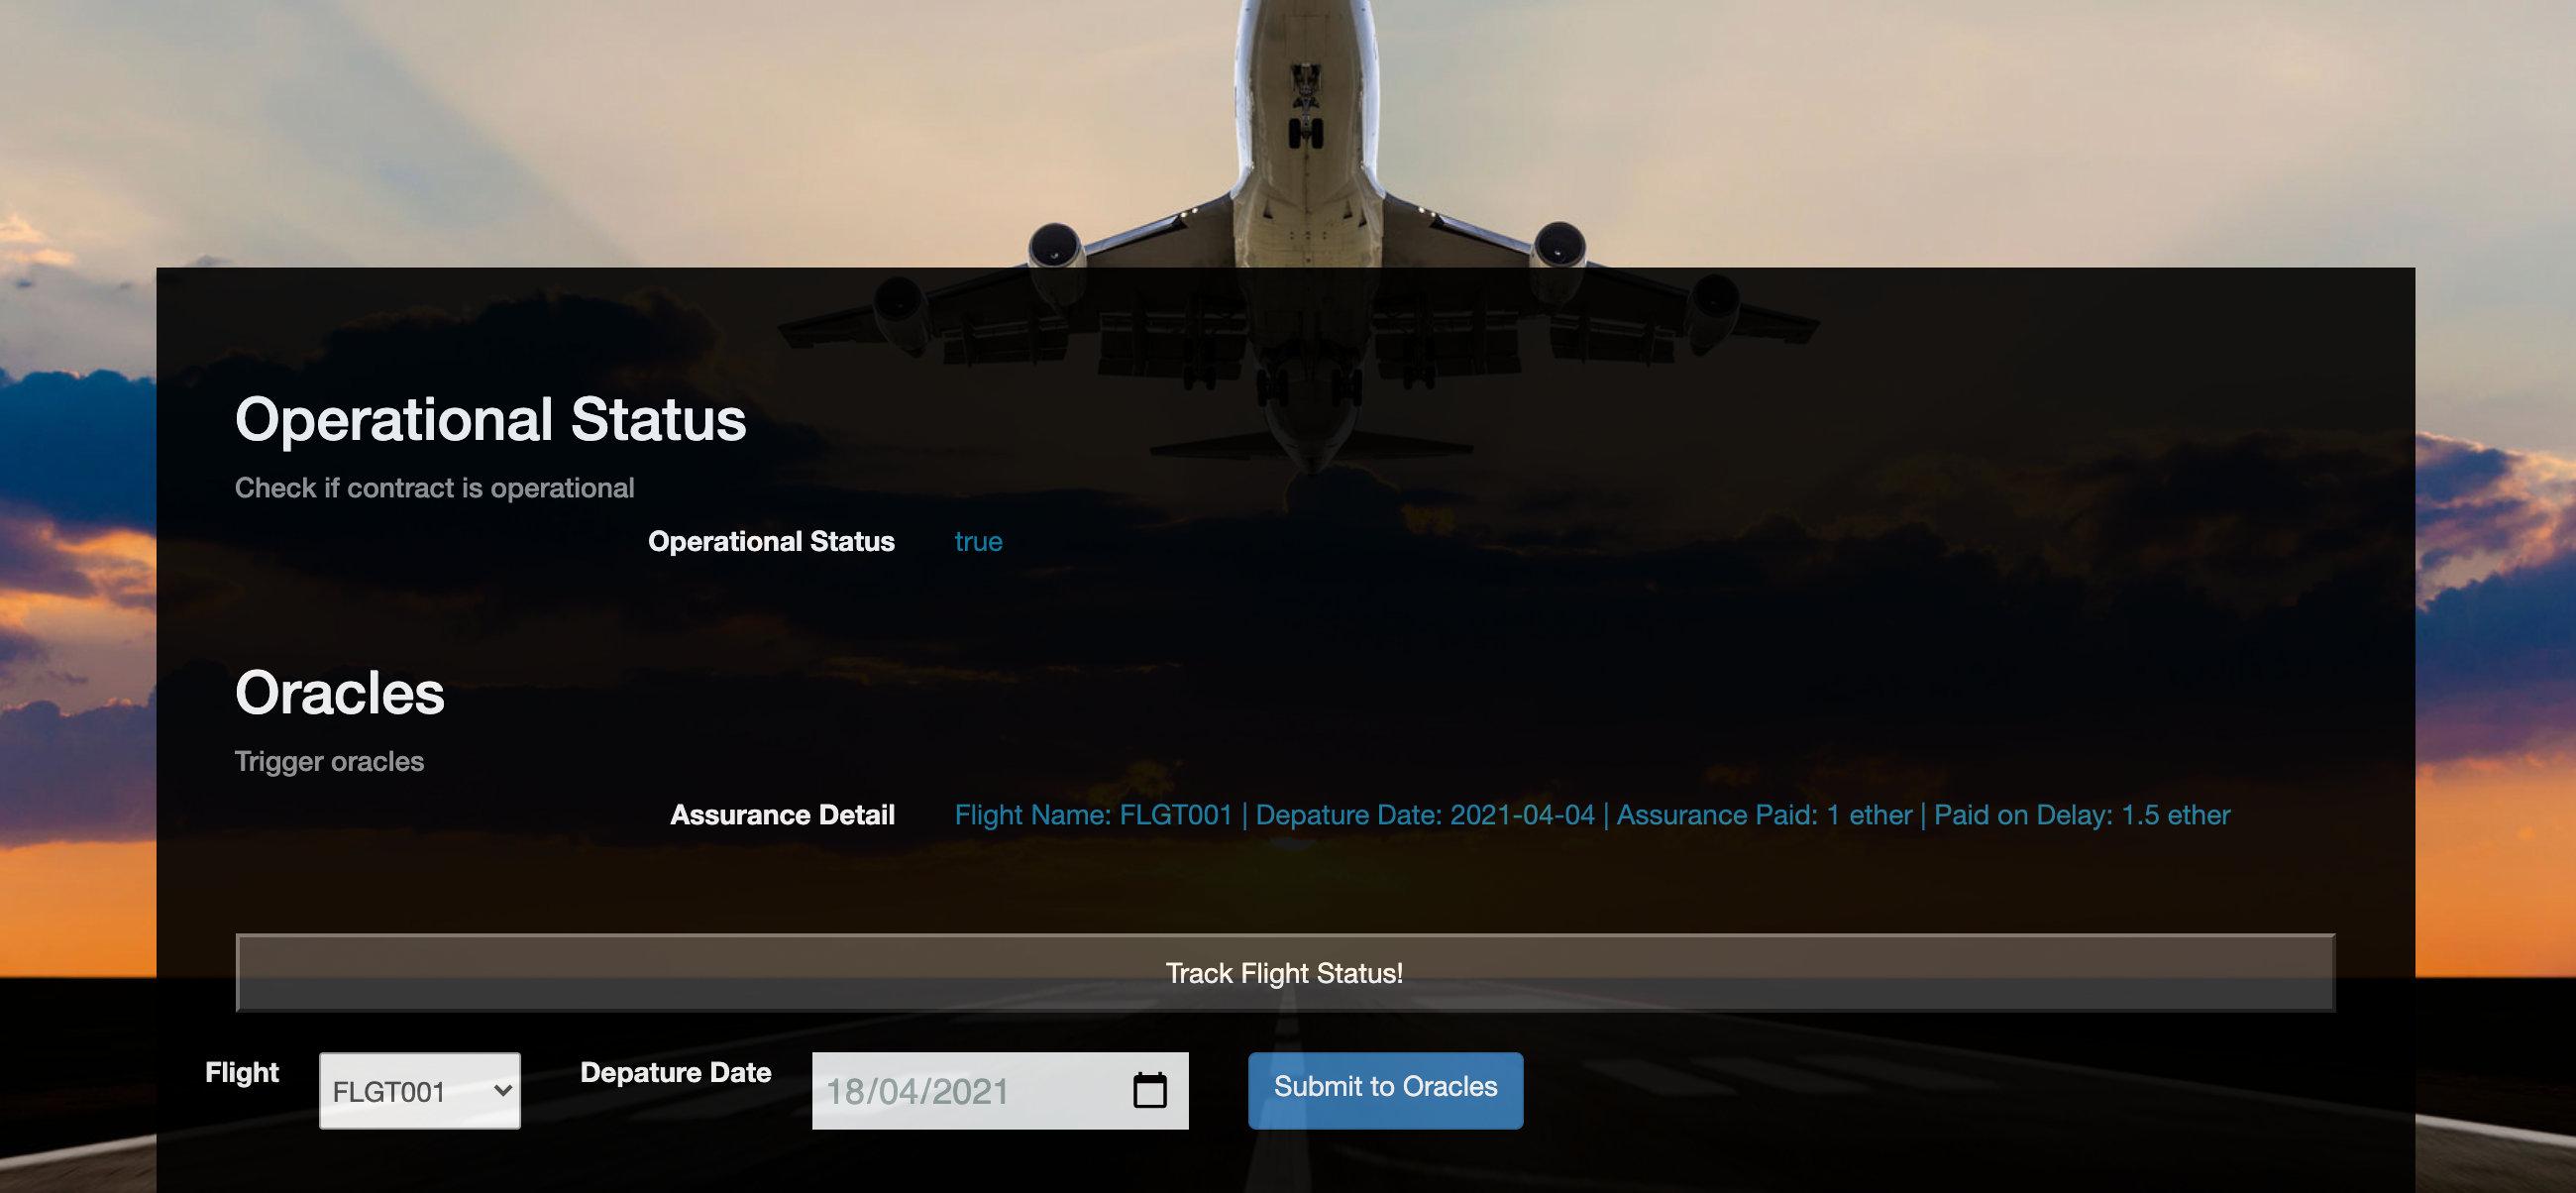 Operational Status
Check if contract is operational
Operational Status true
Oracles
Trigger oracles
Assurance Detail Flight Name: FLGT001 | Depature Date: 2021-04-04 | Assurance Paid: 1 ether | Paid on Delay: 1.5 ether
Track Flight Status!
Flight FLGT001 Depature Date 18/04/2021 Submit to Oracles